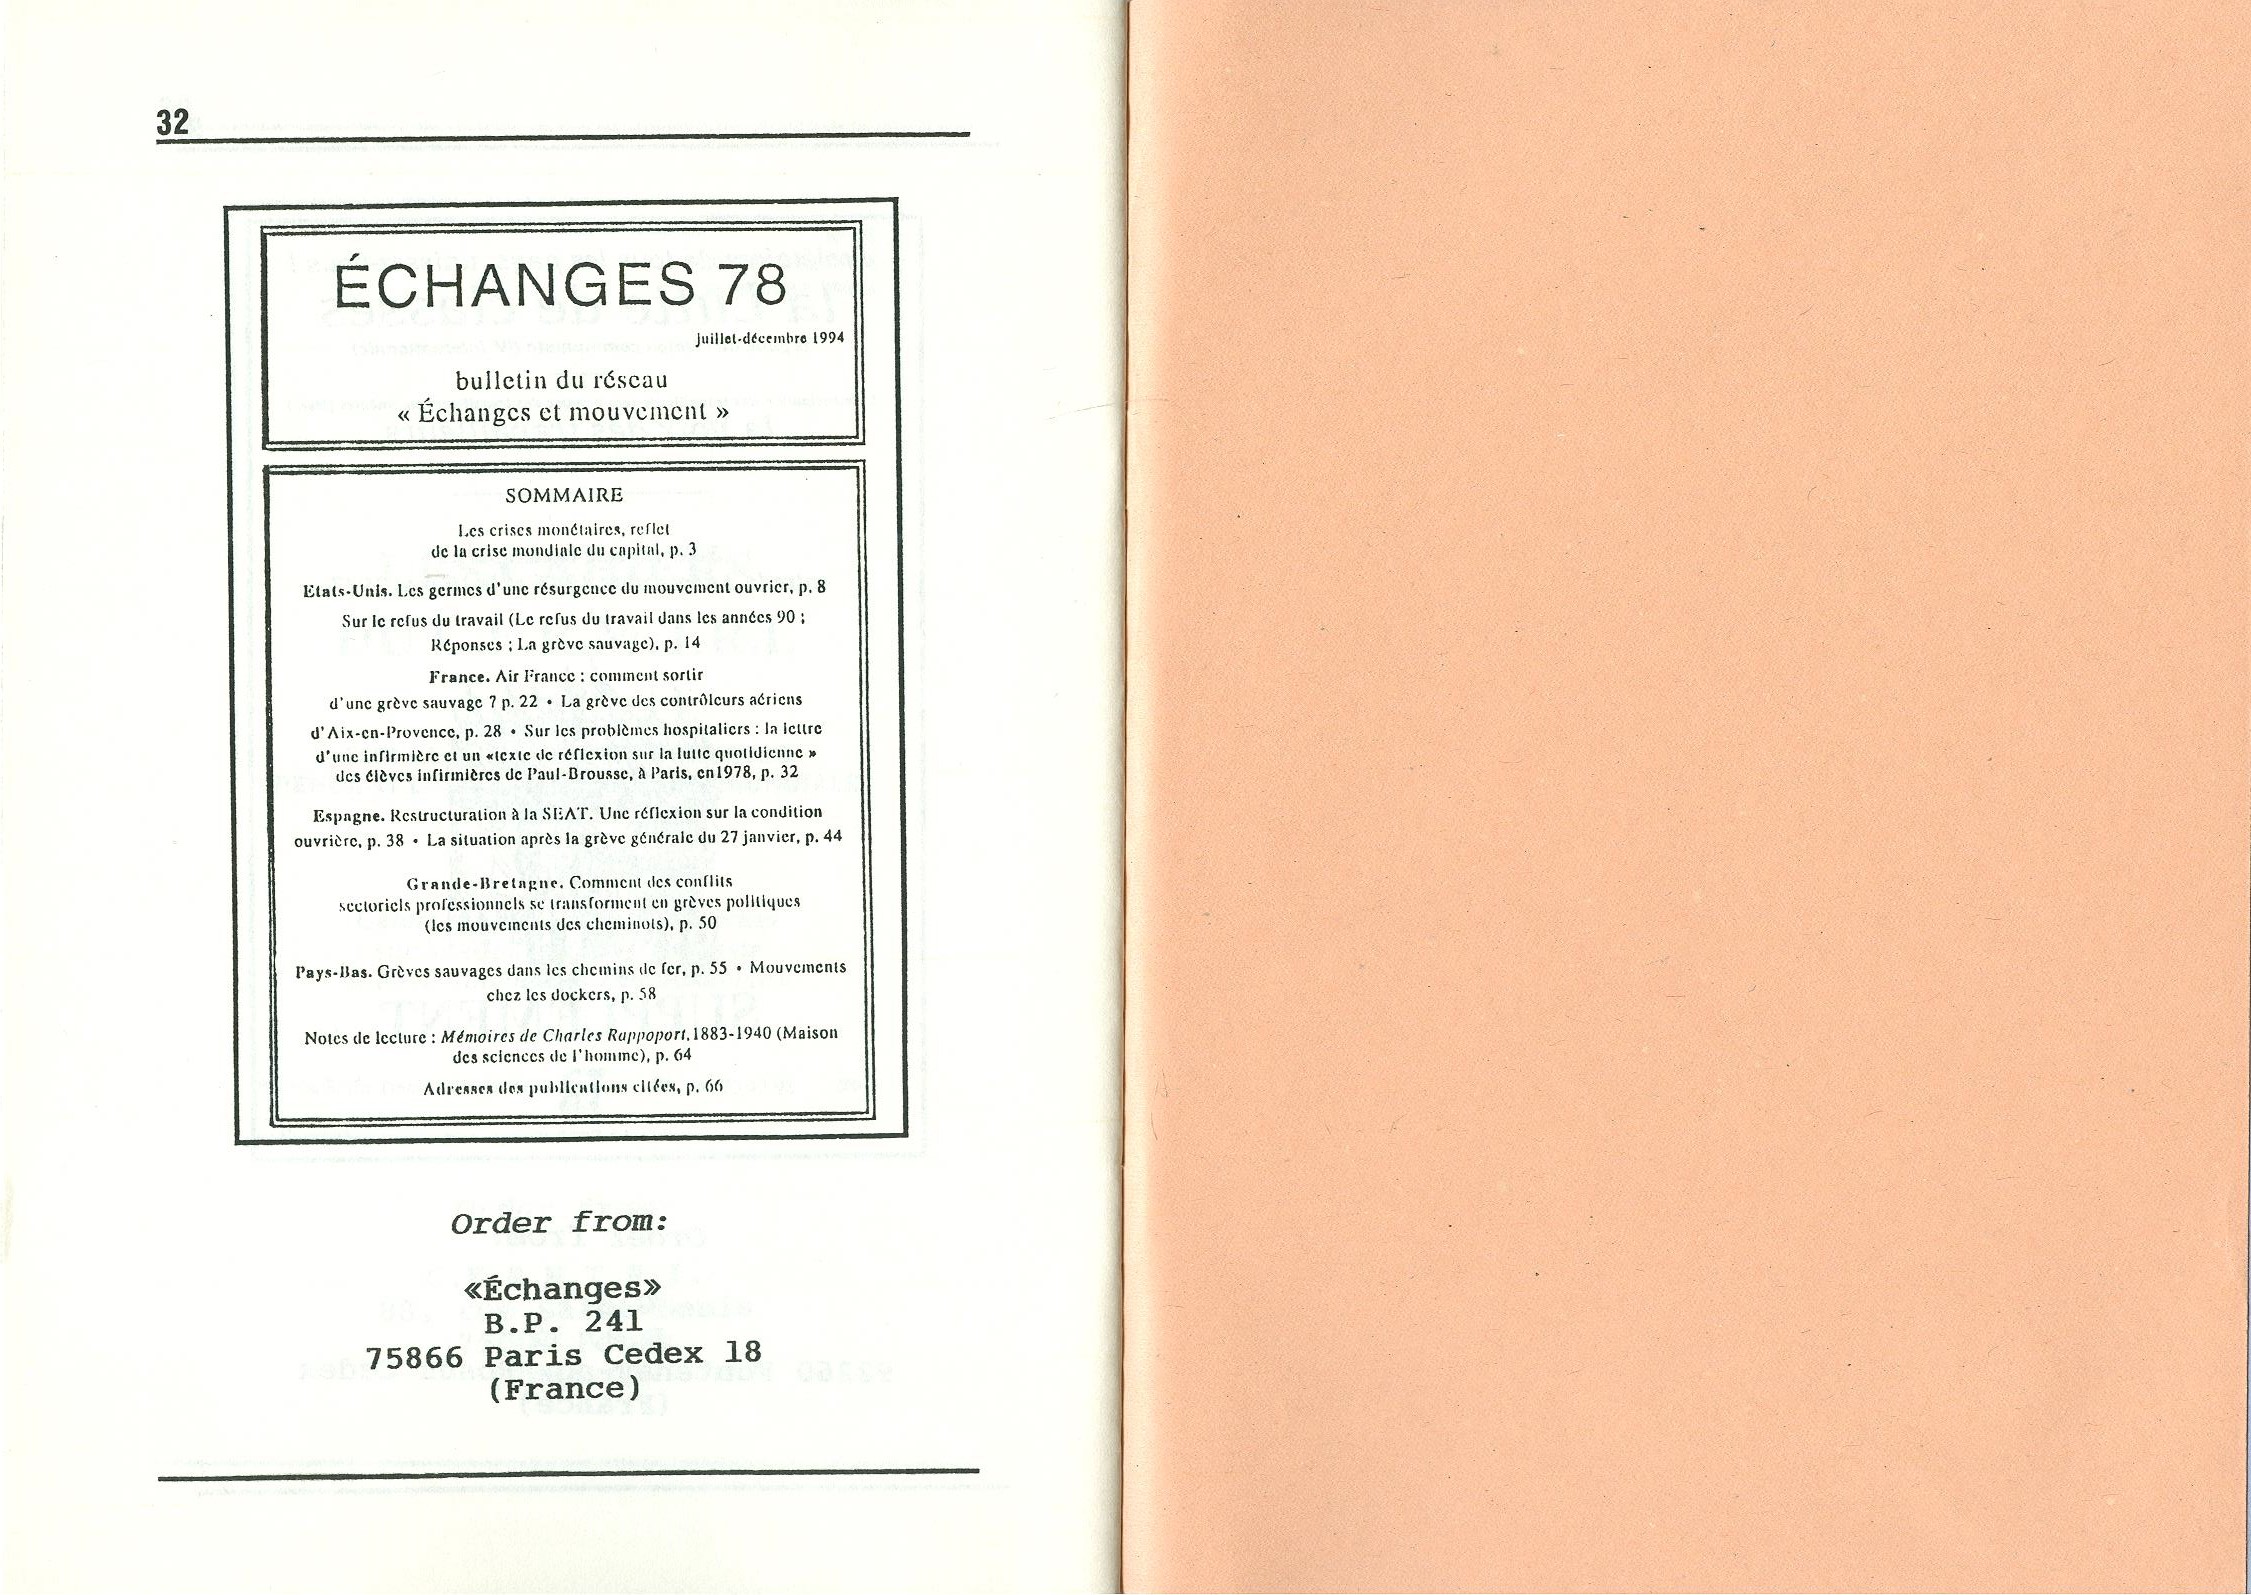 32
ÉCHANGES 78
juillet-décembre 1994
bulletin du réseau
« Échanges et mouvement »
SOMMAIRE
Les crises monétaires, reflet
de la crise mondiale du capital, p. 3
Etats-Unis. Les germes d'une résurgence du mouvement ouvrier, p. 8
Sur le refus du travail (Le refus du travail dans les années 90 ;
Réponses ; La grève sauvage), p. 14
France. Air France : comment sortir
d'une grève sauvage ? p. 22 • La grève des contrôleurs aériens
d'Aix-en-Provence, p. 28 • Sur les problèmes hospitaliers : la lettre
d'une infirmière et un «texte de réflexion sur la lutte quotidienne »
des élèves infirmières de Paul-Brousse, à Paris, en1978, p. 32
Espagne. Restructuration à la SEAT. Une réflexion sur la condition
ouvrière, p. 38 • La situation après la grève générale du 27 janvier, p. 44
Grande-Bretagne. Comment des conflits
sectoriels professionnels se transforment en grèves politiques
(les mouvements des cheminots), p. 50
Pays-Bas. Grèves sauvages dans les chemins de fer, p. 55 • Mouvements
chez les dockers, p. 58
Notes de lecture : Mémoires de Charles Rappoport, 1883-1940 (Maison
des sciences de l'homme), p. 64
Adresses des publications citées, p. 66
Order from:
«Échanges»
B.P. 241
75866 Paris Cedex 18
(France)